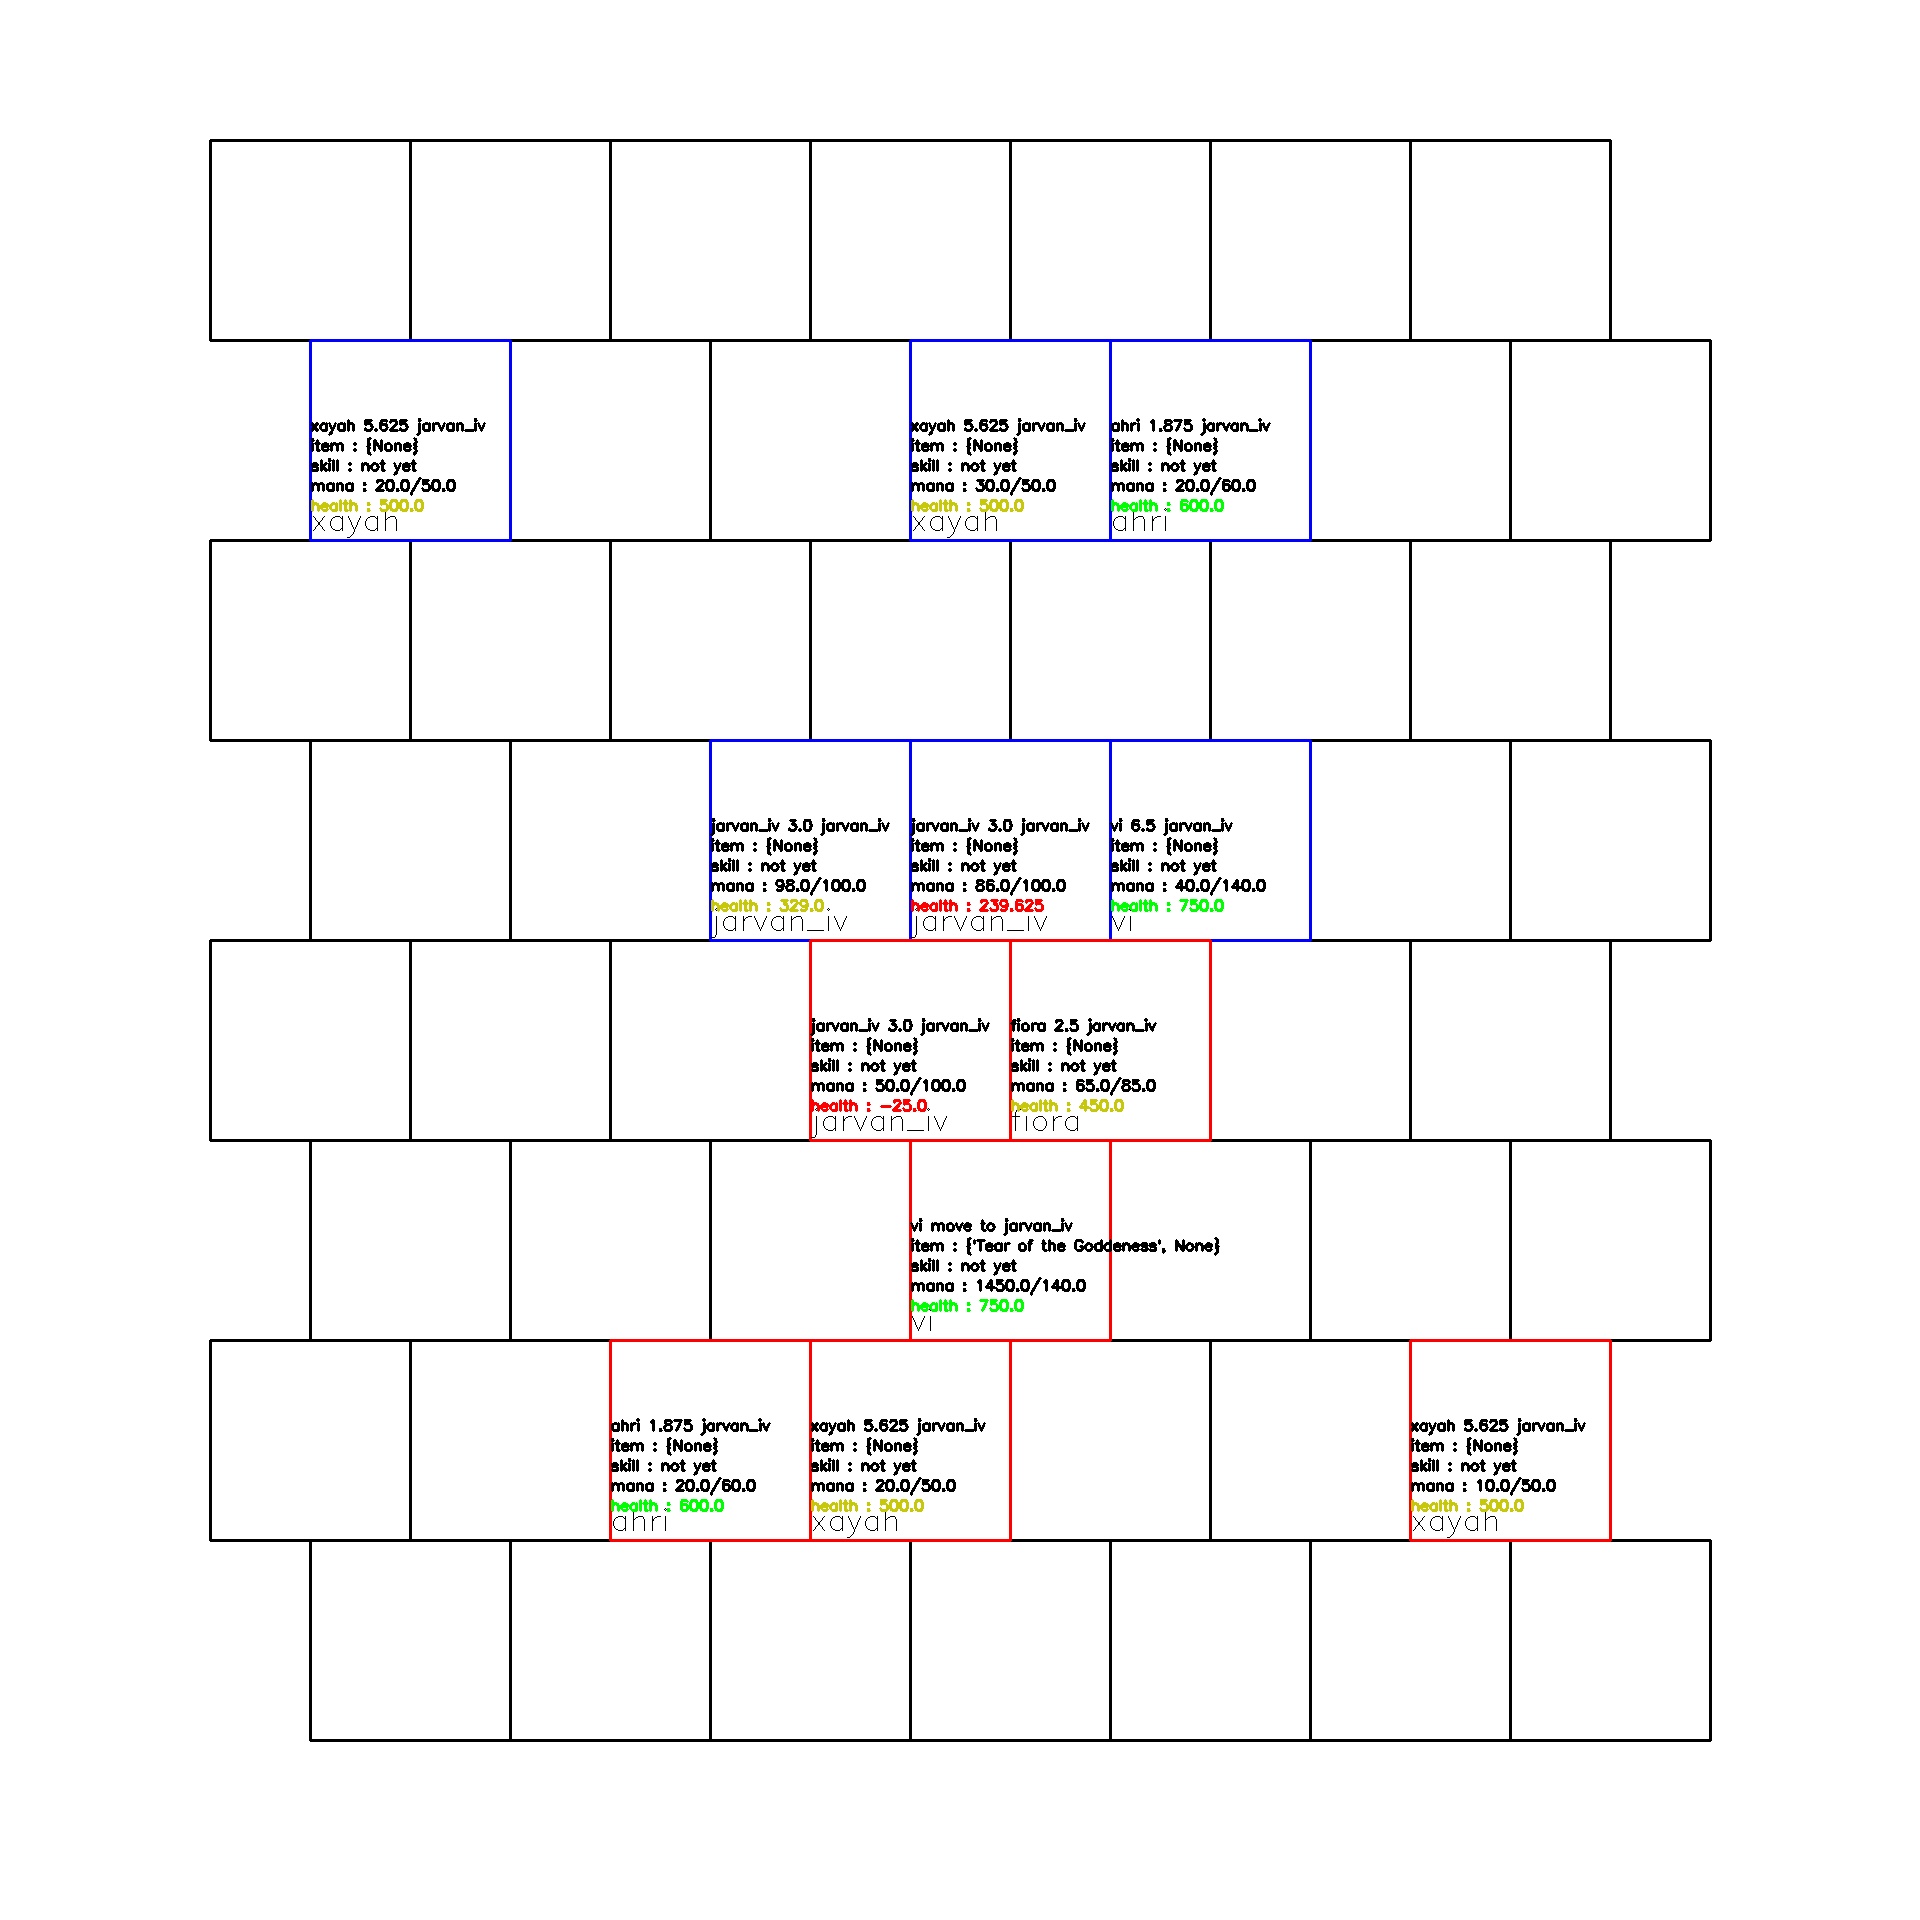 xayah 5.625 jarvan_iv
item : {None}
skill : not yet
mana : 20.0/50.0
health : 500.0
xayah
xayah 5.625 jarvan_iv
item : {None}
skill : not yet
mana : 30.0/50.0
health : 500.0
xayah
ahri 1.875 jarvan_iv
item : {None}
skill : not yet
mana : 20.0/60.0
health : 600.0
ahri
jarvan_iv 3.0 jarvan_iv
item : {None}
skill : not yet
mana : 98.0/100.0
health : 329.0
jarvan_iv
jarvan_iv 3.0 jarvan_iv
item : {None}
skill : not yet
mana : 86.0/100.0
health : 239.625
jarvan_iv
vi 6.5 jarvan_iv
item : {None}
skill : not yet
mana : 40.0/140.0
health : 750.0
vi
jarvan_iv 3.0 jarvan_iv
item : {None}
skill : not yet
mana : 50.0/100.0
health : -25.0
jarvan_iv
fiora 2.5 jarvan_iv
item : {None}
skill : not yet
mana : 65.0/85.0
health : 450.0
fiora
vi move to jarvan_iv
item : {'Tear of the Goddeness', None}
skill : not yet
mana : 1450.0/140.0
health : 750.0
vi
ahri 1.875 jarvan_iv
item : {None}
skill : not yet
mana : 20.0/60.0
health : 600.0
ahri
xayah 5.625 jarvan_iv
item : {None}
skill : not yet
mana : 20.0/50.0
health : 500.0
xayah
xayah 5.625 jarvan_iv
item : {None}
skill : not yet
mana : 10.0/50.0
health : 500.0
xayah